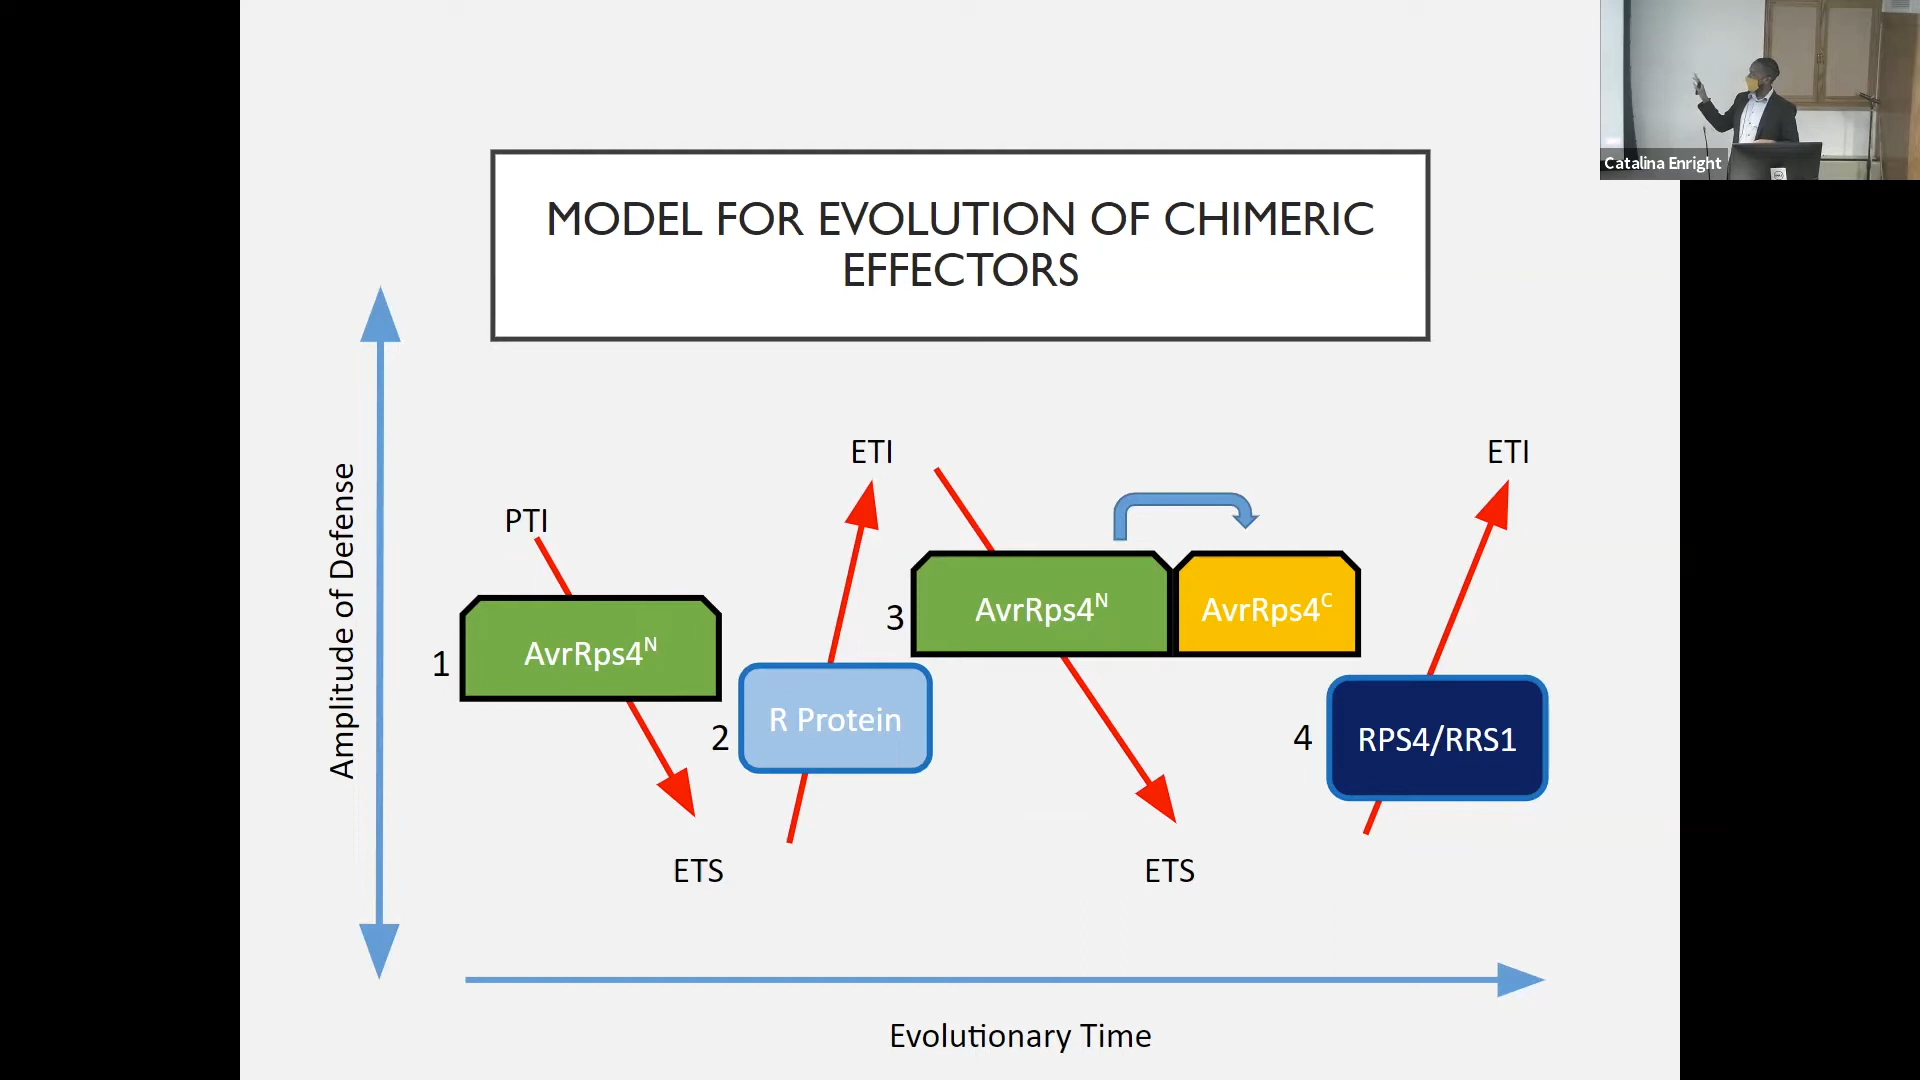 Catalina Enright
MODEL FOR EVOLUTION OF CHIMERIC
EFFECTORS
Amplitude of Defense
PTI
1
AvrRps4ᴺ
ETS
2
R Protein
ETI
3
AvrRps4ᴺ
AvrRps4ᶜ
ETS
4
RPS4/RRS1
ETI
Evolutionary Time